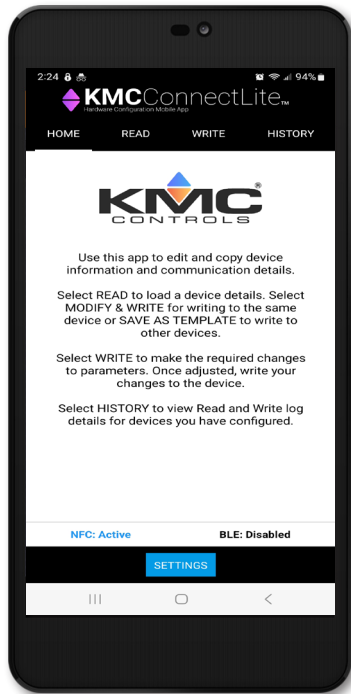 2:24 94%
KMCConnectLite™
Hardware Configuration Mobile App
HOME READ WRITE HISTORY
KMC®
CONTROLS
Use this app to edit and copy device
information and communication details.
Select READ to load a device details. Select
MODIFY & WRITE for writing to the same
device or SAVE AS TEMPLATE to write to
other devices.
Select WRITE to make the required changes
to parameters. Once adjusted, write your
changes to the device.
Select HISTORY to view Read and Write log
details for devices you have configured.
NFC: Active BLE: Disabled
SETTINGS